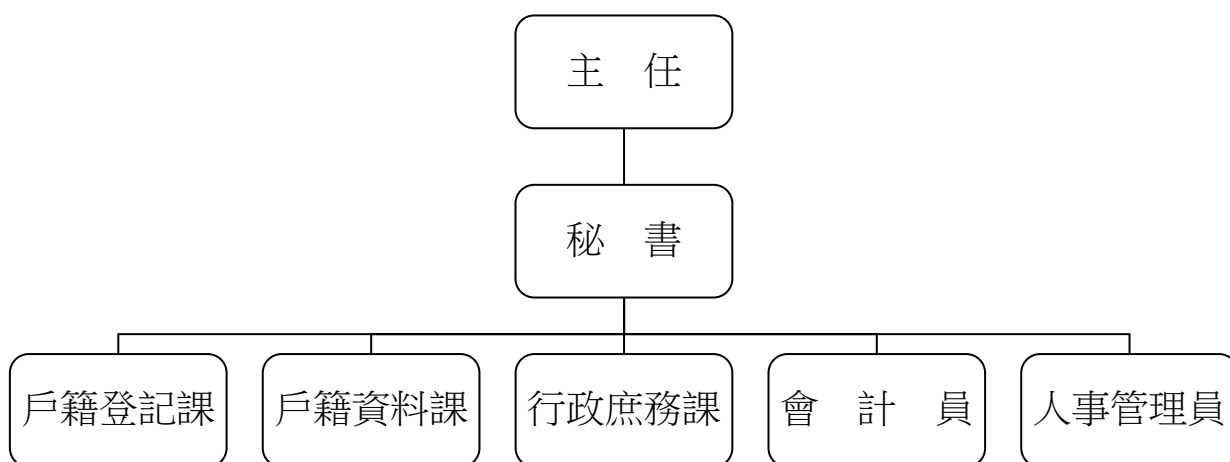 主　任
秘　書
戶籍登記課
戶籍資料課
行政庶務課
會　計　員
人事管理員